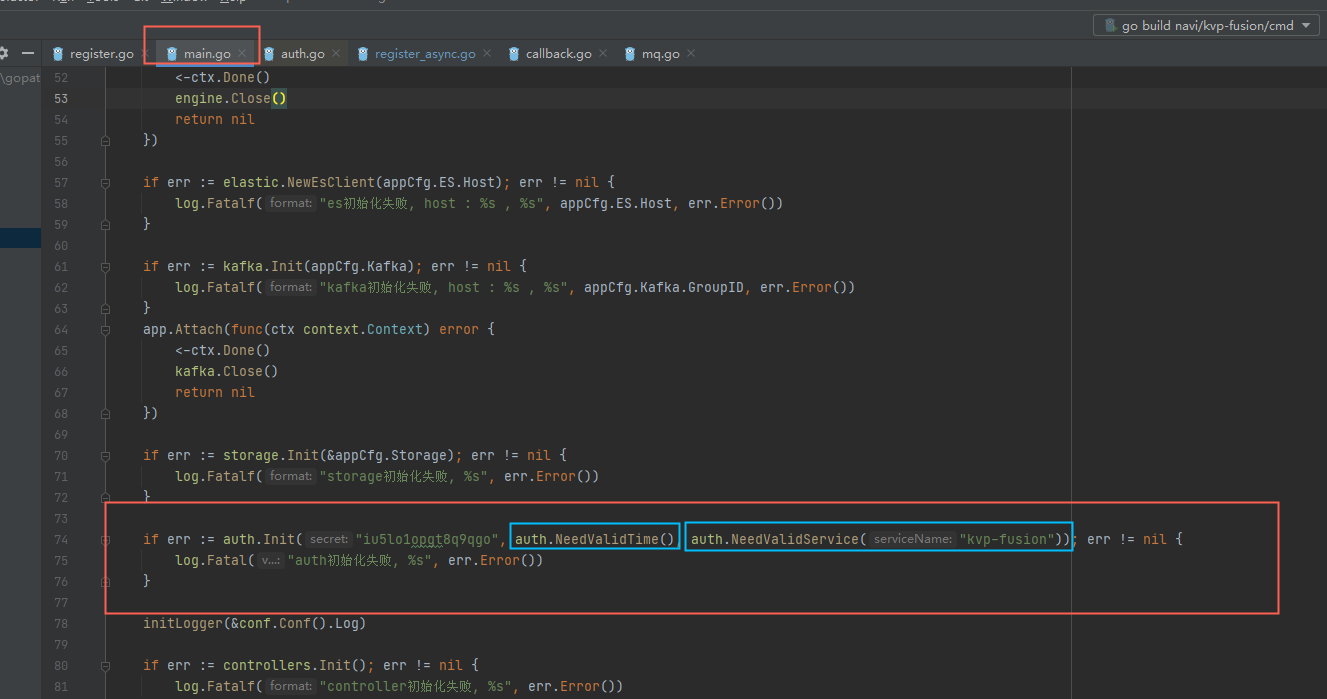 go build navi/kvp-fusion/cmd
register.go main.go auth.go register_async.go callback.go mq.go
\gopat
52 <-ctx.Done()
53 engine.Close()
54 return nil
55 })
56
57 if err := elastic.NewEsClient(appCfg.ES.Host); err != nil {
58 log.Fatalf( format: "es初始化失败, host : %s , %s", appCfg.ES.Host, err.Error())
59 }
60
61 if err := kafka.Init(appCfg.Kafka); err != nil {
62 log.Fatalf( format: "kafka初始化失败, host : %s , %s", appCfg.Kafka.GroupID, err.Error())
63 }
64 app.Attach(func(ctx context.Context) error {
65 <-ctx.Done()
66 kafka.Close()
67 return nil
68 })
69
70 if err := storage.Init(&appCfg.Storage); err != nil {
71 log.Fatalf( format: "storage初始化失败, %s", err.Error())
72 }
73
74 if err := auth.Init( secret: "iu5lo1opgt8q9qgo", auth.NeedValidTime(), auth.NeedValidService( serviceName: "kvp-fusion")); err != nil {
75 log.Fatal( v...: "auth初始化失败, %s", err.Error())
76 }
77
78 initLogger(&conf.Conf().Log)
79
80 if err := controllers.Init(); err != nil {
81 log.Fatalf( format: "controller初始化失败, %s", err.Error())